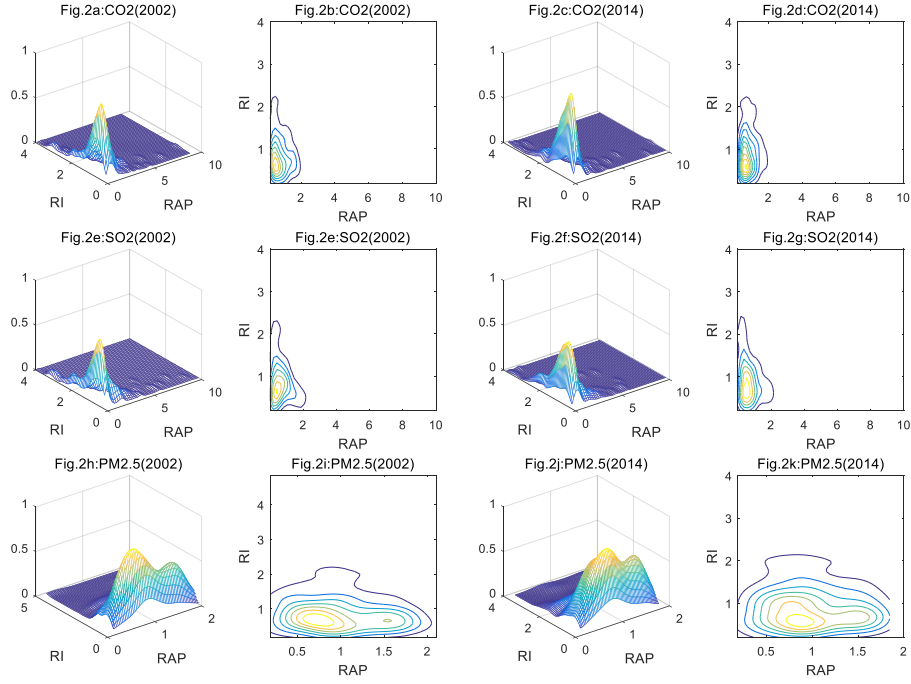 Fig.2a:CO2(2002)
1
0.5
0
4
2
0
RI
0
5
10
RAP
Fig.2b:CO2(2002)
4
3
2
1
RI
2
4
6
8
10
RAP
Fig.2c:CO2(2014)
1
0.5
0
4
2
0
RI
0
5
10
RAP
Fig.2d:CO2(2014)
4
3
2
1
RI
2
4
6
8
10
RAP
Fig.2e:SO2(2002)
1
0.5
0
4
2
0
RI
0
5
10
RAP
Fig.2e:SO2(2002)
4
3
2
1
RI
2
4
6
8
10
RAP
Fig.2f:SO2(2014)
1
0.5
0
4
2
0
RI
0
5
10
RAP
Fig.2g:SO2(2014)
4
3
2
1
RI
2
4
6
8
10
RAP
Fig.2h:PM2.5(2002)
1
0.5
0
5
0
RI
0
1
2
RAP
Fig.2i:PM2.5(2002)
4
3
2
1
RI
0.5
1
1.5
2
RAP
Fig.2j:PM2.5(2014)
1
0.5
0
4
2
0
RI
0
1
2
RAP
Fig.2k:PM2.5(2014)
4
3
2
1
RI
0.5
1
1.5
2
RAP